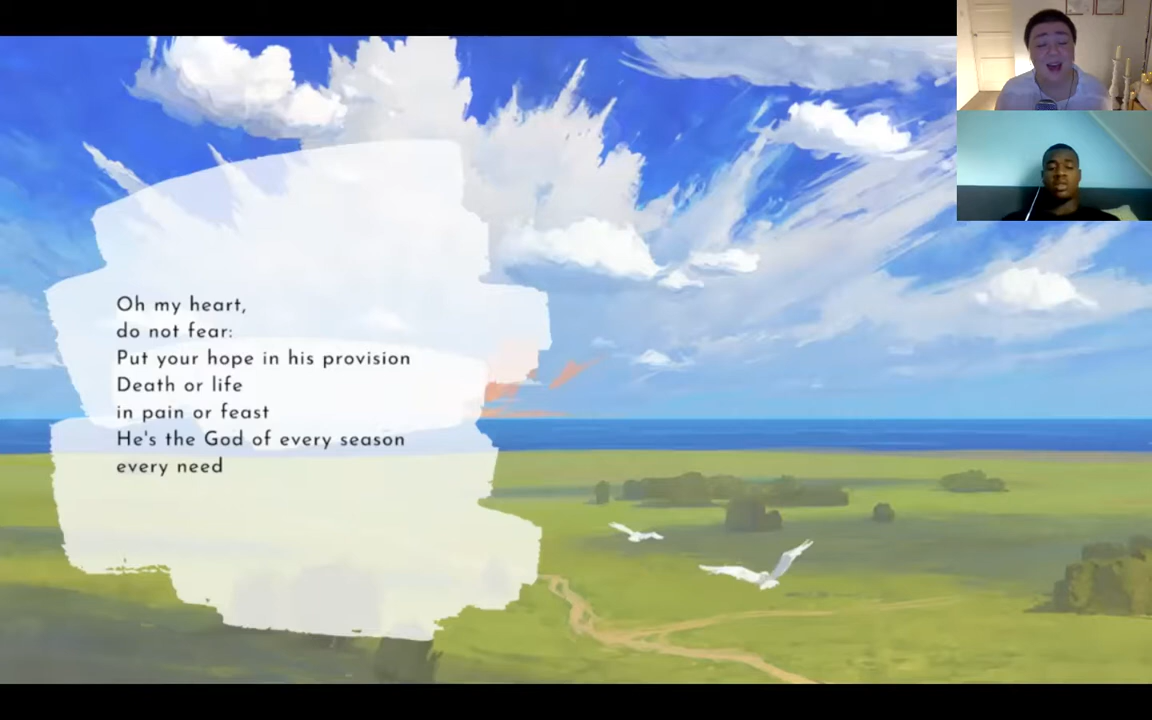 Oh my heart,
do not fear:
Put your hope in his provision
Death or life
in pain or feast
He's the God of every season
every need